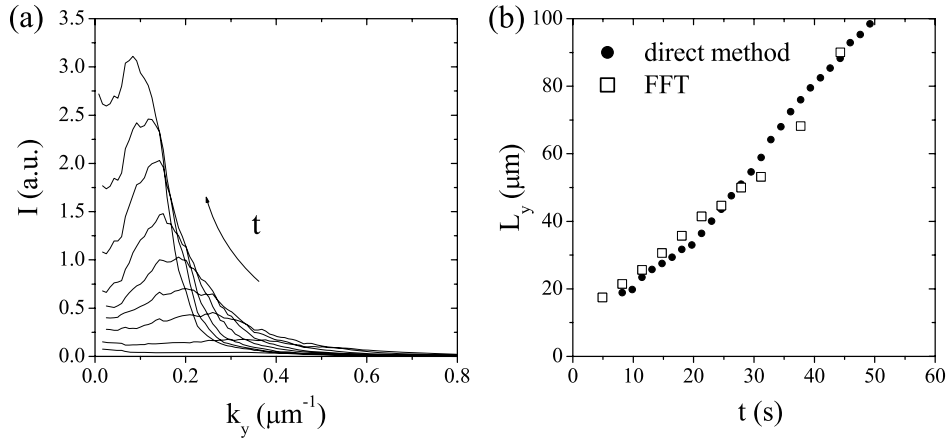 (a)
3.5
3.0
2.5
2.0
1.5
1.0
0.5
0.0
I (a.u.)
t
0.0 0.2 0.4 0.6 0.8
k_y (μm⁻¹)
(b)
100
80
60
40
20
0
L_y (μm)
direct method
FFT
0 10 20 30 40 50 60
t (s)